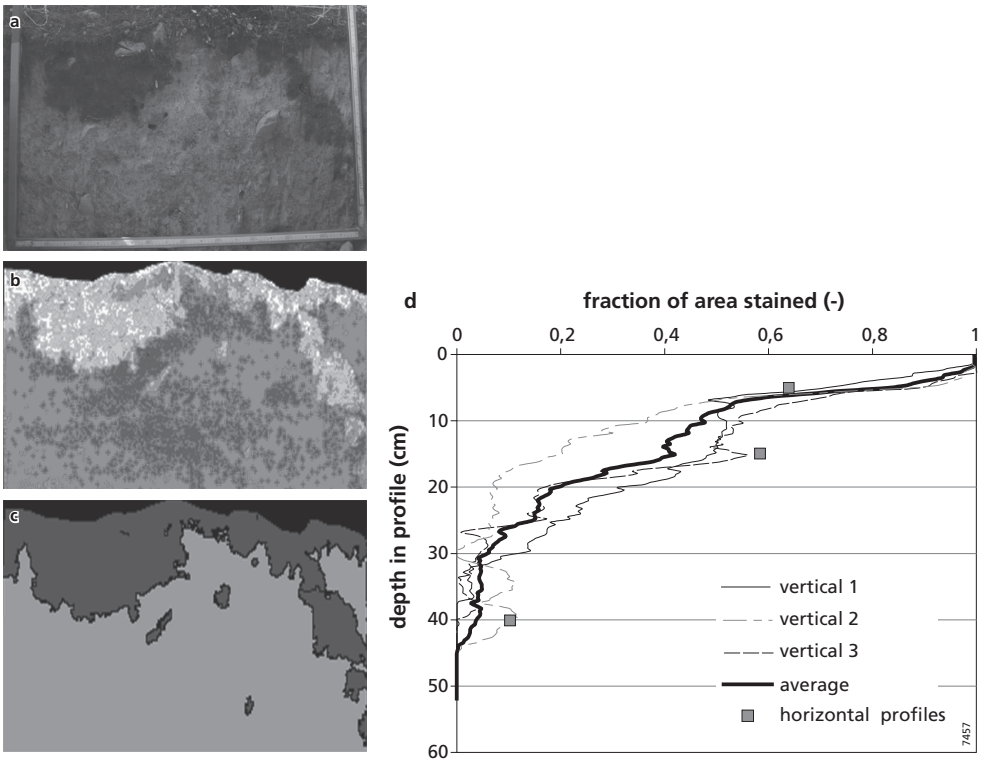 a
b
c
d
fraction of area stained (-)
0 0,2 0,4 0,6 0,8 1
depth in profile (cm)
0
10
20
30
40
50
60
vertical 1
vertical 2
vertical 3
average
horizontal profiles
7457